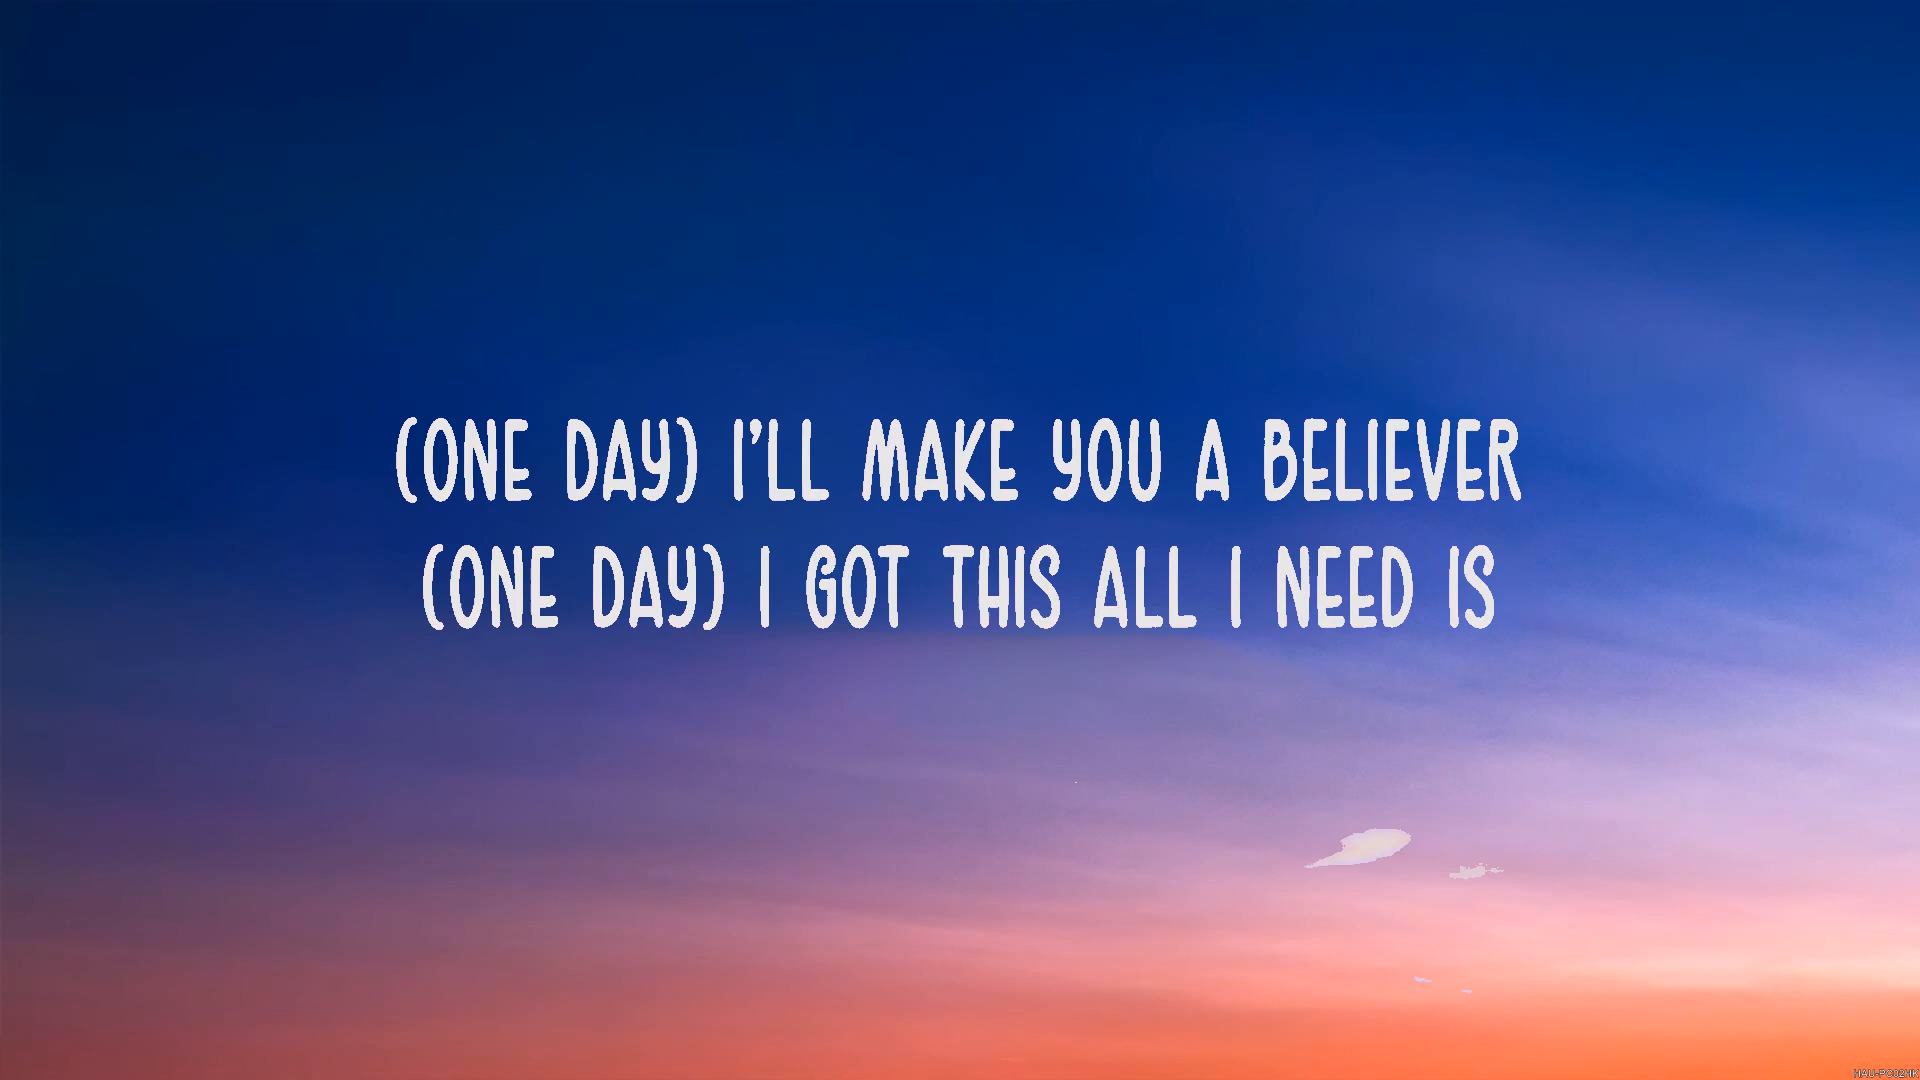 (ONE DAY) I'LL MAKE YOU A BELIEVER
(ONE DAY) I GOT THIS ALL I NEED IS